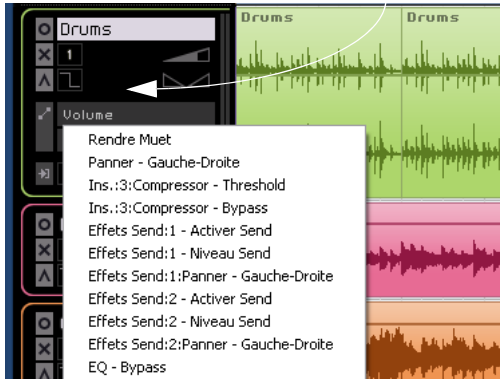 Drums
Drums
Drums
1
Volume
Rendre Muet
Panner - Gauche-Droite
Ins.:3:Compressor - Threshold
Ins.:3:Compressor - Bypass
Effets Send:1 - Activer Send
Effets Send:1 - Niveau Send
Effets Send:1:Panner - Gauche-Droite
Effets Send:2 - Activer Send
Effets Send:2 - Niveau Send
Effets Send:2:Panner - Gauche-Droite
EQ - Bypass